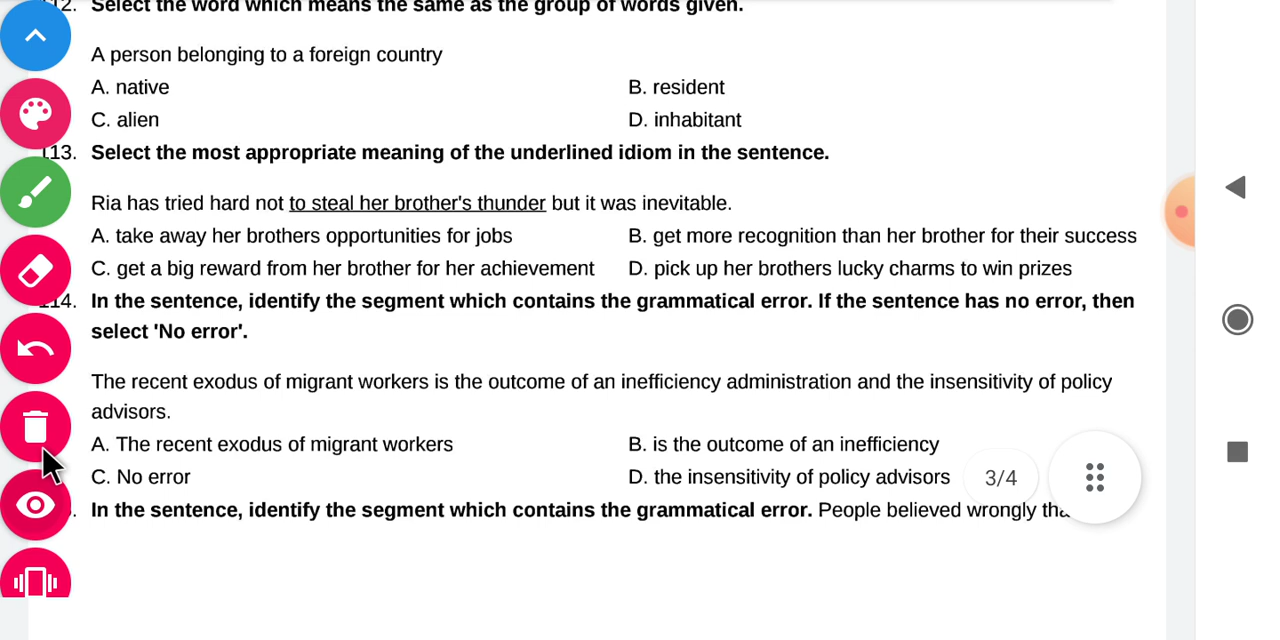 12. Select the word which means the same as the group of words given.
A person belonging to a foreign country
A. native B. resident
C. alien D. inhabitant
113. Select the most appropriate meaning of the underlined idiom in the sentence.
Ria has tried hard not to steal her brother's thunder but it was inevitable.
A. take away her brothers opportunities for jobs B. get more recognition than her brother for their success
C. get a big reward from her brother for her achievement D. pick up her brothers lucky charms to win prizes
114. In the sentence, identify the segment which contains the grammatical error. If the sentence has no error, then
select 'No error'.
The recent exodus of migrant workers is the outcome of an inefficiency administration and the insensitivity of policy
advisors.
A. The recent exodus of migrant workers B. is the outcome of an inefficiency
C. No error D. the insensitivity of policy advisors 3/4
In the sentence, identify the segment which contains the grammatical error. People believed wrongly